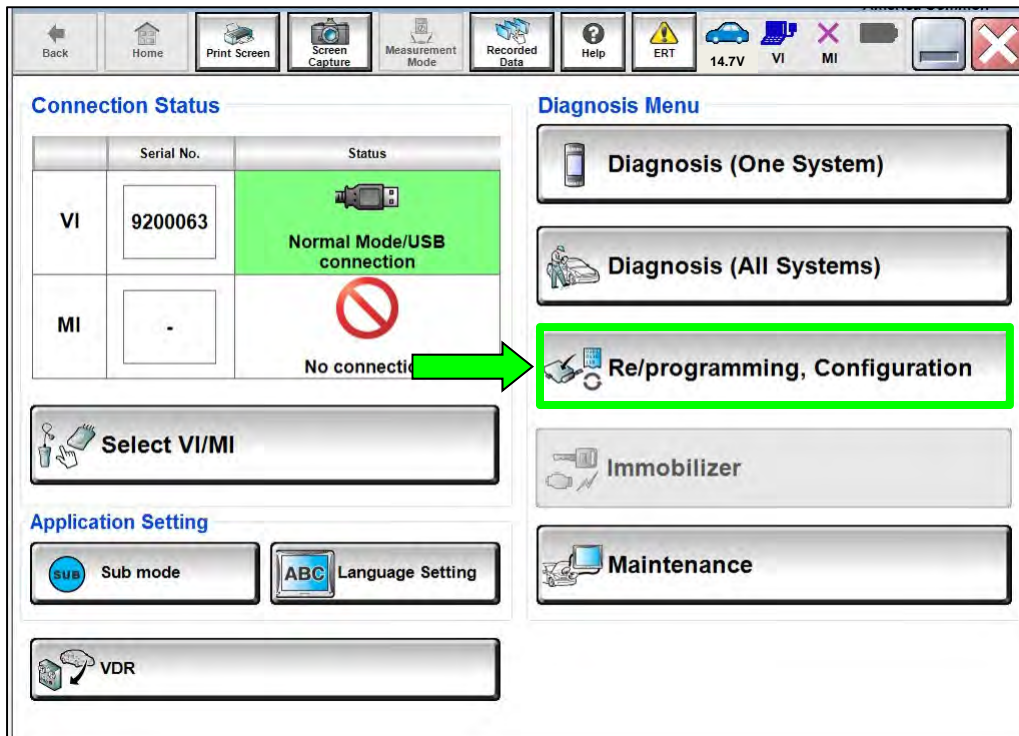 Back
Home
Print Screen
Screen
Capture
Measurement
Mode
Recorded
Data
Help
ERT
14.7V
VI
MI
Connection Status
Serial No.
Status
VI
9200063
Normal Mode/USB
connection
MI
-
No connecti
Select VI/MI
Application Setting
SUB
Sub mode
ABC
Language Setting
VDR
Diagnosis Menu
Diagnosis (One System)
Diagnosis (All Systems)
Re/programming, Configuration
Immobilizer
Maintenance